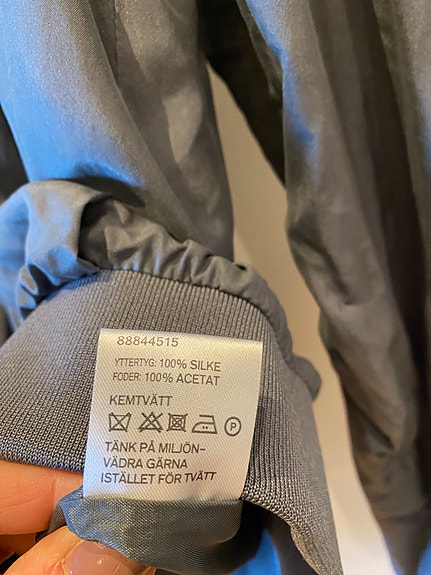 88844515
YTTERTYG: 100% SILKE
FODER: 100% ACETAT
KEMTVÄTT
P
TÄNK PÅ MILJÖN–
VÄDRA GÄRNA
ISTÄLLET FÖR TVÄTT